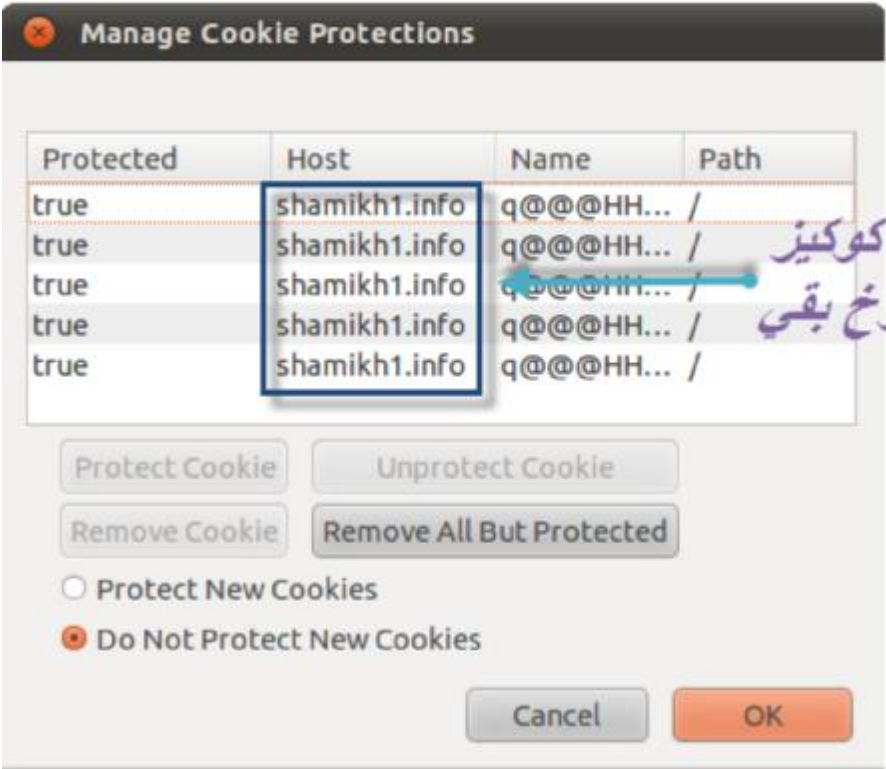 Manage Cookie Protections
Protected Host Name Path
true shamikh1.info q@@@HH... /
true shamikh1.info q@@@HH... /
true shamikh1.info q@@@HH... /
true shamikh1.info q@@@HH... /
true shamikh1.info q@@@HH... /
كوكيز
بقي
Protect Cookie Unprotect Cookie
Remove Cookie Remove All But Protected
Protect New Cookies
Do Not Protect New Cookies
Cancel OK